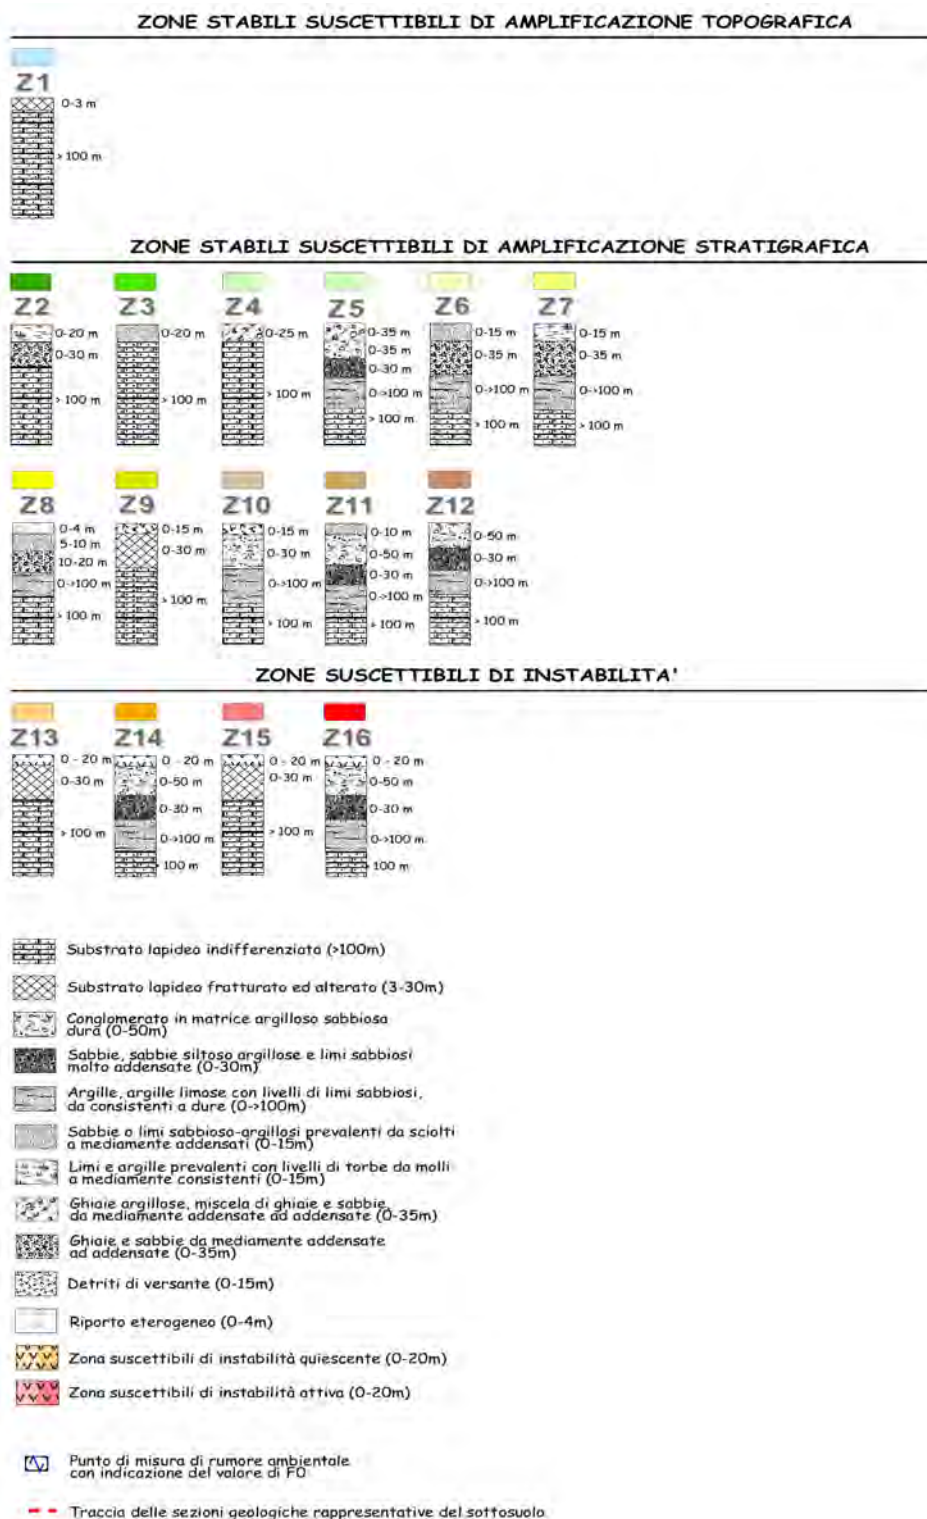 ZONE STABILI SUSCETTIBILI DI AMPLIFICAZIONE TOPOGRAFICA
Z1
0-3 m
> 100 m
ZONE STABILI SUSCETTIBILI DI AMPLIFICAZIONE STRATIGRAFICA
Z2
0-20 m
0-30 m
> 100 m
Z3
0-20 m
> 100 m
Z4
0-25 m
> 100 m
Z5
0-35 m
0-35 m
0-30 m
0->100 m
> 100 m
Z6
0-15 m
0-35 m
0->100 m
> 100 m
Z7
0-15 m
0-35 m
0->100 m
> 100 m
Z8
0-4 m
5-10 m
10-20 m
0->100 m
> 100 m
Z9
0-15 m
0-30 m
> 100 m
Z10
0-15 m
0-30 m
0->100 m
> 100 m
Z11
0-10 m
0-50 m
0-30 m
0->100 m
> 100 m
Z12
0-50 m
0-30 m
0->100 m
> 100 m
ZONE SUSCETTIBILI DI INSTABILITA'
Z13
0 - 20 m
0-30 m
> 100 m
Z14
0 - 20 m
0-50 m
0-30 m
0->100 m
> 100 m
Z15
0 - 20 m
0-30 m
> 100 m
Z16
0 - 20 m
0-50 m
0-30 m
0->100 m
100 m
Substrato lapideo indifferenziato (>100m)
Substrato lapideo fratturato ed alterato (3-30m)
Conglomerato in matrice argilloso sabbiosa
dura (0-50m)
Sabbie, sabbie siltoso argillose e limi sabbiosi
molto addensate (0-30m)
Argille, argille limose con livelli di limi sabbiosi,
da consistenti a dure (0->100m)
Sabbie o limi sabbioso-argillosi prevalenti da sciolti
a mediamente addensati (0-15m)
Limi e argille prevalenti con livelli di torbe da molli
a mediamente consistenti (0-15m)
Ghiaie argillose, miscela di ghiaie e sabbie,
da mediamente addensate ad addensate (0-35m)
Ghiaie e sabbie da mediamente addensate
ad addensate (0-35m)
Detriti di versante (0-15m)
Riporto eterogeneo (0-4m)
Zona suscettibili di instabilità quiescente (0-20m)
Zona suscettibili di instabilità attiva (0-20m)
Punto di misura di rumore ambientale
con indicazione del valore di F0
Traccia delle sezioni geologiche rappresentative del sottosuolo